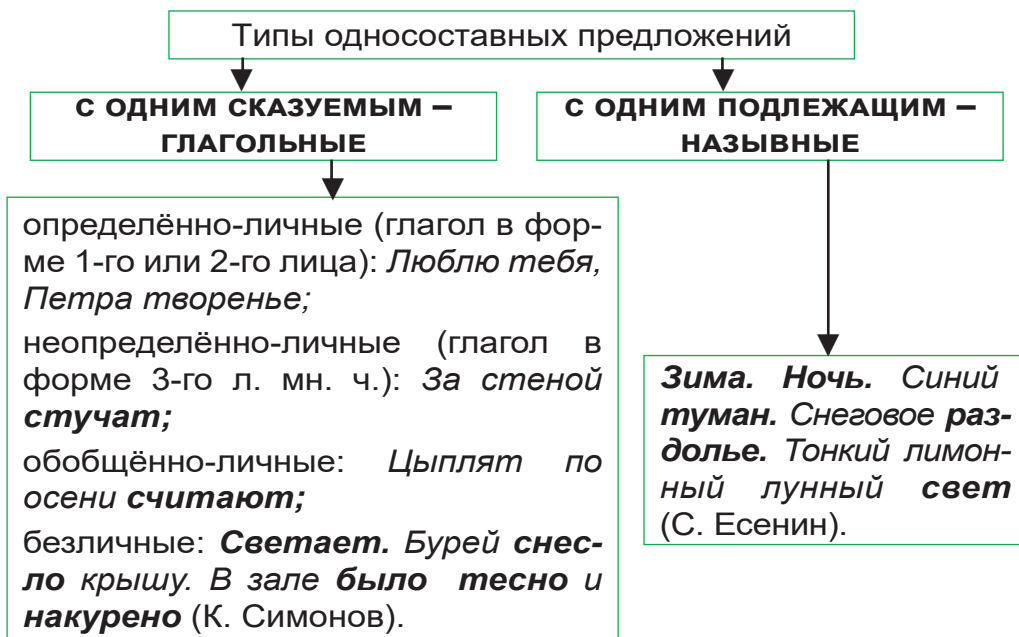 Типы односоставных предложений
С ОДНИМ СКАЗУЕМЫМ –
ГЛАГОЛЬНЫЕ
С ОДНИМ ПОДЛЕЖАЩИМ –
НАЗЫВНЫЕ
определённо-личные (глагол в фор-
ме 1-го или 2-го лица): Люблю тебя,
Петра творенье;
неопределённо-личные (глагол в
форме 3-го л. мн. ч.): За стеной
стучат;
обобщённо-личные: Цыплят по
осени считают;
безличные: Светает. Бурей снес-
ло крышу. В зале было тесно и
накурено (К. Симонов).
Зима. Ночь. Синий
туман. Снеговое раз-
долье. Тонкий лимон-
ный лунный свет
(С. Есенин).